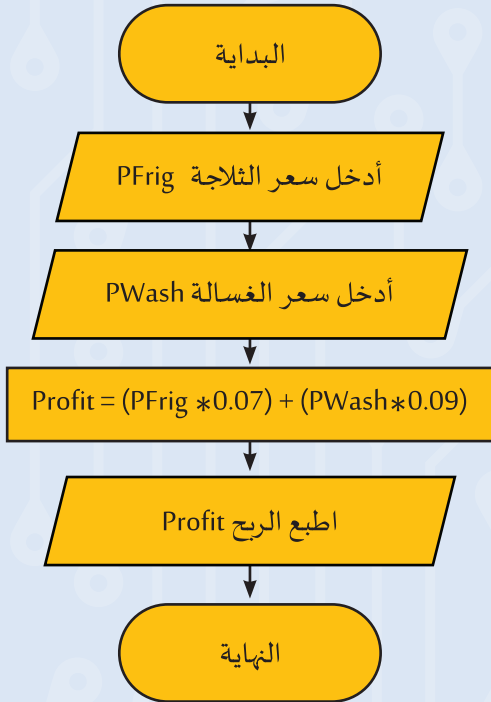 البداية
أدخل سعر الثلاجة PFrig
أدخل سعر الغسالة PWash
Profit = (PFrig *0.07) + (PWash*0.09)
اطبع الربح Profit
النهاية